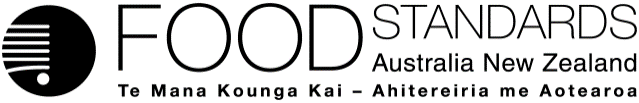 FOOD STANDARDS
Australia New Zealand
Te Mana Kounga Kai – Ahitereiria me Aotearoa